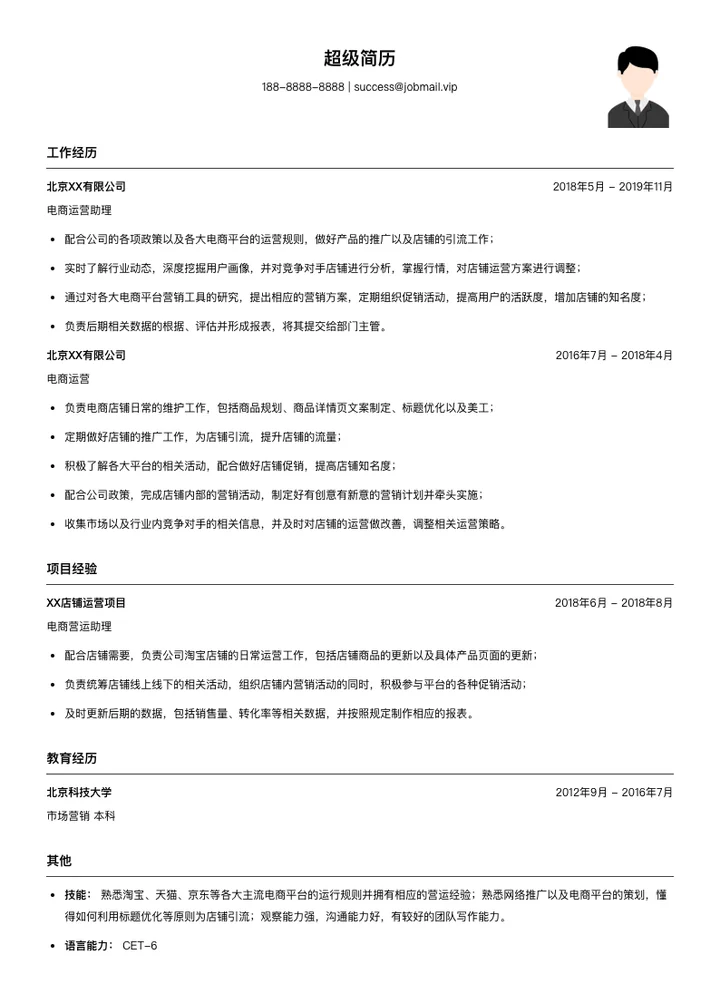 超级简历
188-8888-8888 | success@jobmail.vip
工作经历
北京XX有限公司 2018年5月 – 2019年11月
电商运营助理
• 配合公司的各项政策以及各大电商平台的运营规则，做好产品的推广以及店铺的引流工作；
• 实时了解行业动态，深度挖掘用户画像，并对竞争对手店铺进行分析，掌握行情，对店铺运营方案进行调整；
• 通过对各大电商平台营销工具的研究，提出相应的营销方案，定期组织促销活动，提高用户的活跃度，增加店铺的知名度；
• 负责后期相关数据的根据、评估并形成报表，将其提交给部门主管。
北京XX有限公司 2016年7月 – 2018年4月
电商运营
• 负责电商店铺日常的维护工作，包括商品规划、商品详情页文案制定、标题优化以及美工；
• 定期做好店铺的推广工作，为店铺引流，提升店铺的流量；
• 积极了解各大平台的相关活动，配合做好店铺促销，提高店铺知名度；
• 配合公司政策，完成店铺内部的营销活动，制定好有创意有新意的营销计划并牵头实施；
• 收集市场以及行业内竞争对手的相关信息，并及时对店铺的运营做改善，调整相关运营策略。
项目经验
XX店铺运营项目 2018年6月 – 2018年8月
电商营运助理
• 配合店铺需要，负责公司淘宝店铺的日常运营工作，包括店铺商品的更新以及具体产品页面的更新；
• 负责统筹店铺线上线下的相关活动，组织店铺内营销活动的同时，积极参与平台的各种促销活动；
• 及时更新后期的数据，包括销售量、转化率等相关数据，并按照规定制作相应的报表。
教育经历
北京科技大学 2012年9月 – 2016年7月
市场营销 本科
其他
• 技能： 熟悉淘宝、天猫、京东等各大主流电商平台的运行规则并拥有相应的营运经验；熟悉网络推广以及电商平台的策划，懂
得如何利用标题优化等原则为店铺引流；观察能力强，沟通能力好，有较好的团队写作能力。
• 语言能力： CET-6